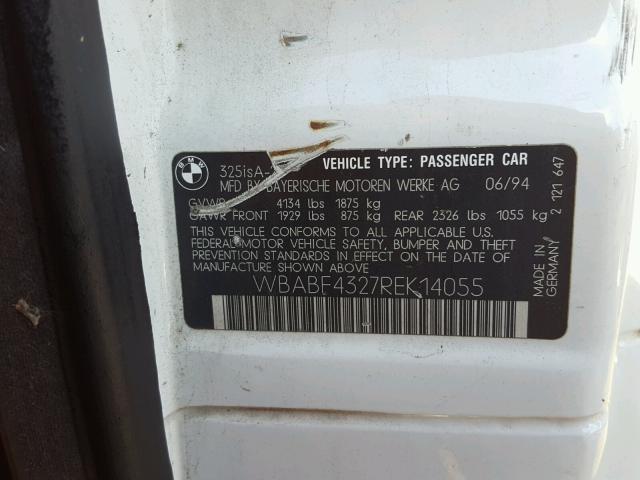 BMW
325isA-
VEHICLE TYPE: PASSENGER CAR
MFD BY BAYERISCHE MOTOREN WERKE AG 06/94
GVWR 4134 lbs 1875 kg
GAWR FRONT 1929 lbs 875 kg REAR 2326 lbs 1055 kg
THIS VEHICLE CONFORMS TO ALL APPLICABLE U.S.
FEDERAL MOTOR VEHICLE SAFETY, BUMPER AND THEFT
PREVENTION STANDARDS IN EFFECT ON THE DATE OF
MANUFACTURE SHOWN ABOVE
WBABF4327REK14055
2 121 647
GERMANY